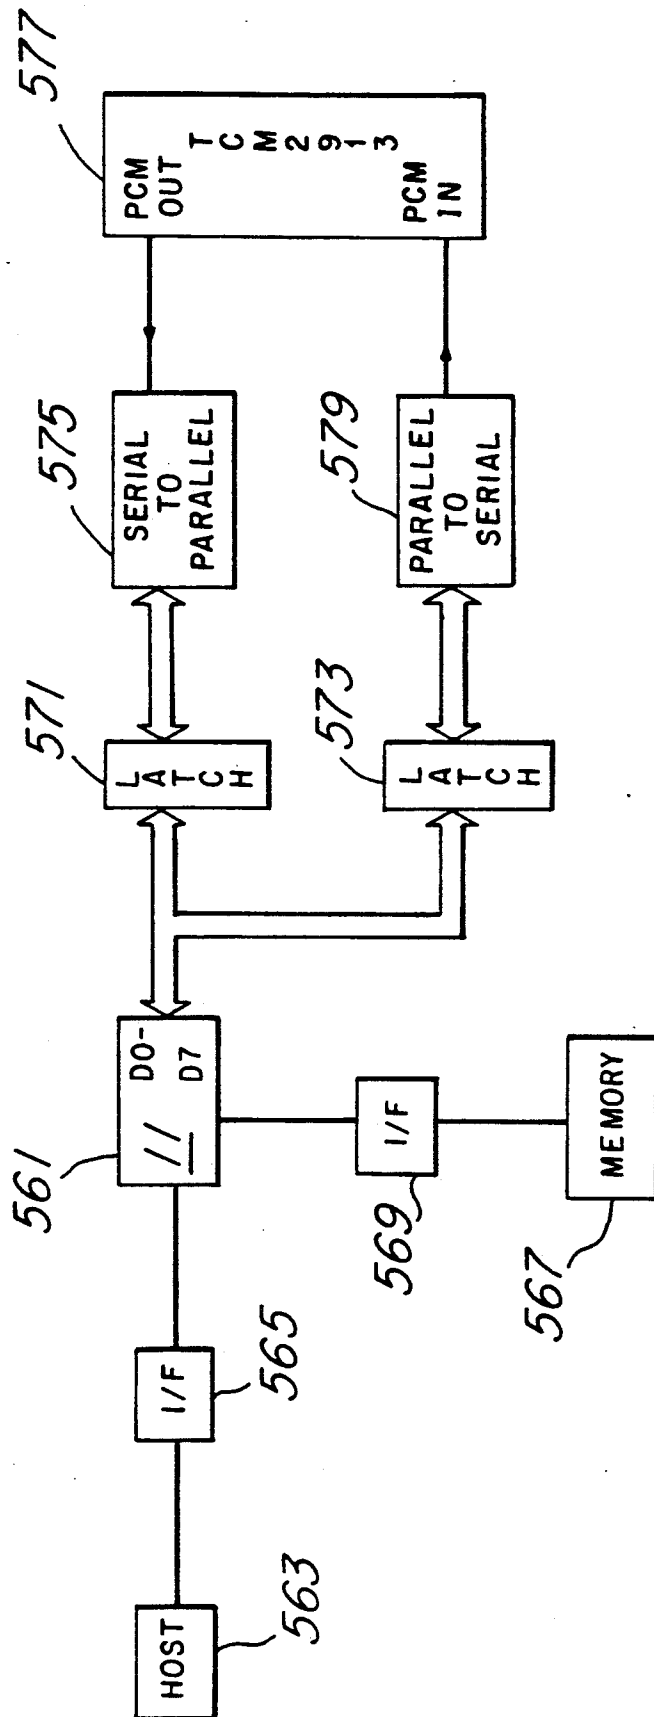 HOST
563
I/F
565
561
11
D0-
D7
I/F
569
MEMORY
567
LATCH
571
LATCH
573
SERIAL
TO
PARALLEL
575
PARALLEL
TO
SERIAL
579
PCM
OUT
TCM2913
PCM
IN
577